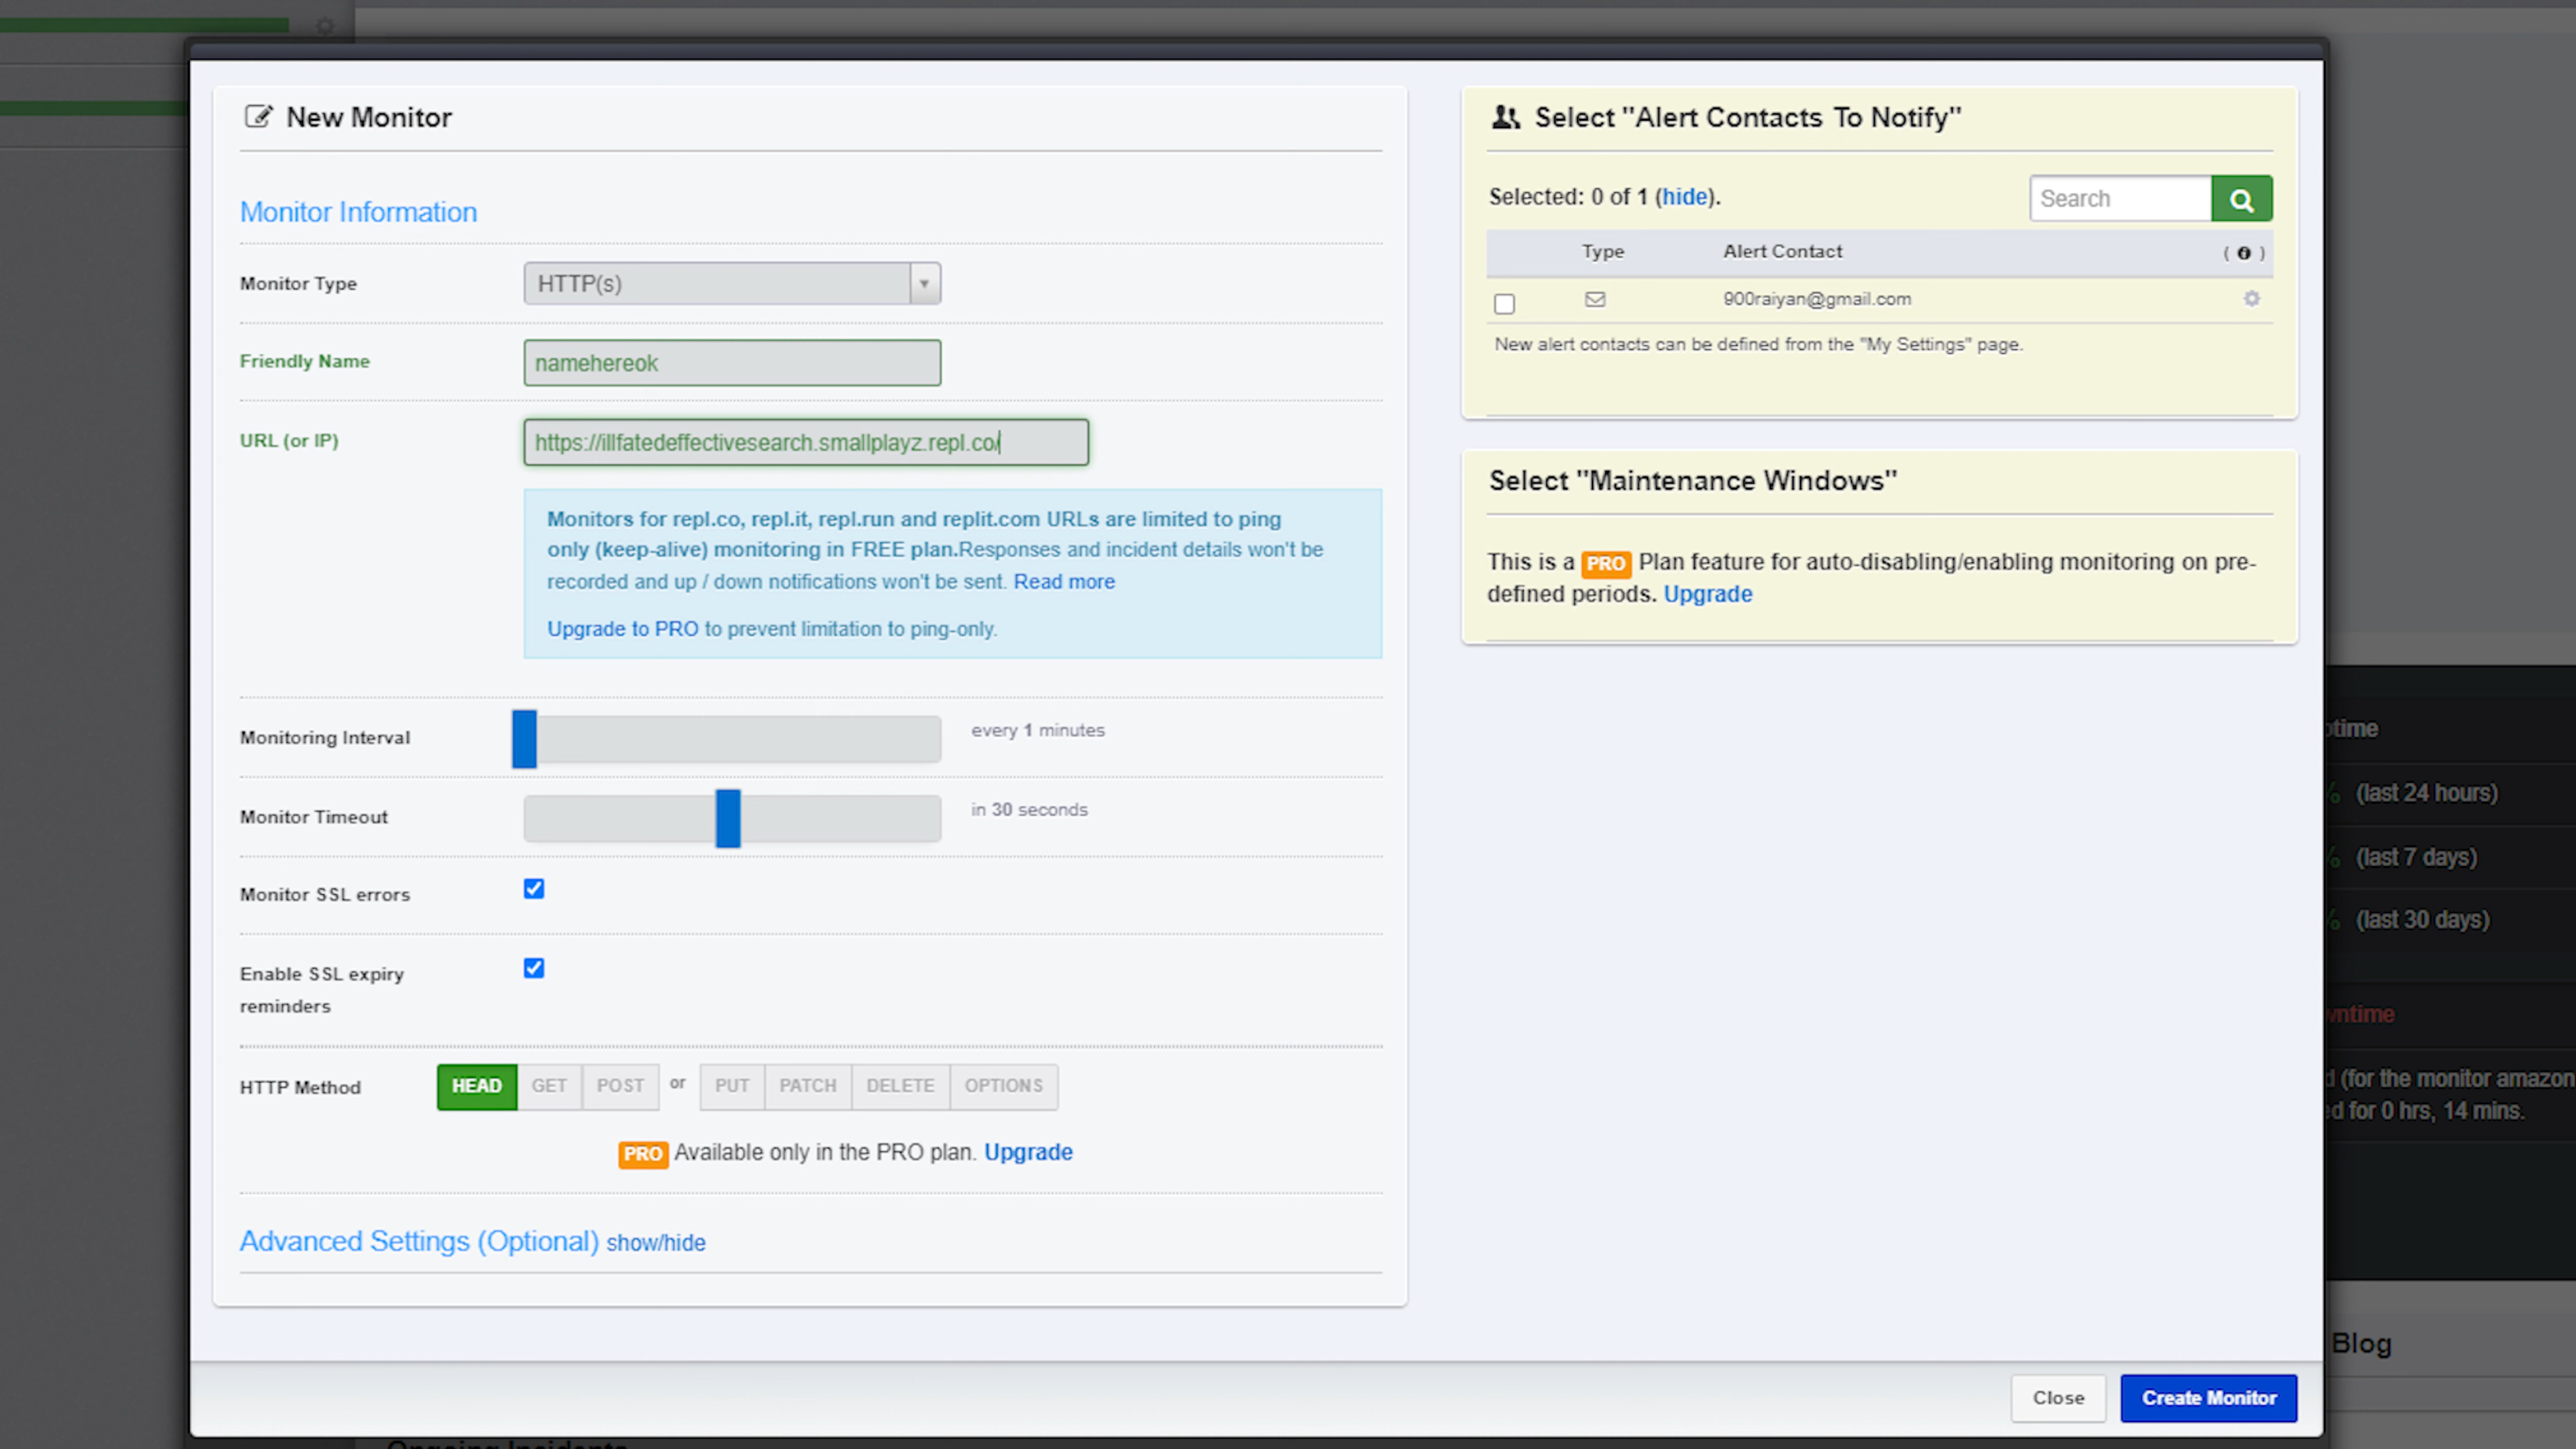 New Monitor
Monitor Information
Monitor Type
HTTP(s)
Friendly Name
namehereok
URL (or IP)
https://illfatedeffectivesearch.smallplayz.repl.co/
Monitors for repl.co, repl.it, repl.run and replit.com URLs are limited to ping
only (keep-alive) monitoring in FREE plan.Responses and incident details won't be
recorded and up / down notifications won't be sent. Read more
Upgrade to PRO to prevent limitation to ping-only.
Monitoring Interval
every 1 minutes
Monitor Timeout
in 30 seconds
Monitor SSL errors
Enable SSL expiry
reminders
HTTP Method
HEAD GET POST or PUT PATCH DELETE OPTIONS
PRO Available only in the PRO plan. Upgrade
Advanced Settings (Optional) show/hide
Select "Alert Contacts To Notify"
Selected: 0 of 1 (hide).
Search
Type Alert Contact ( )
900raiyan@gmail.com
New alert contacts can be defined from the "My Settings" page.
Select "Maintenance Windows"
This is a PRO Plan feature for auto-disabling/enabling monitoring on pre-
defined periods. Upgrade
Close
Create Monitor
(last 24 hours)
% (last 7 days)
(last 30 days)
(for the monitor amazon
for 0 hrs, 14 mins.
Blog